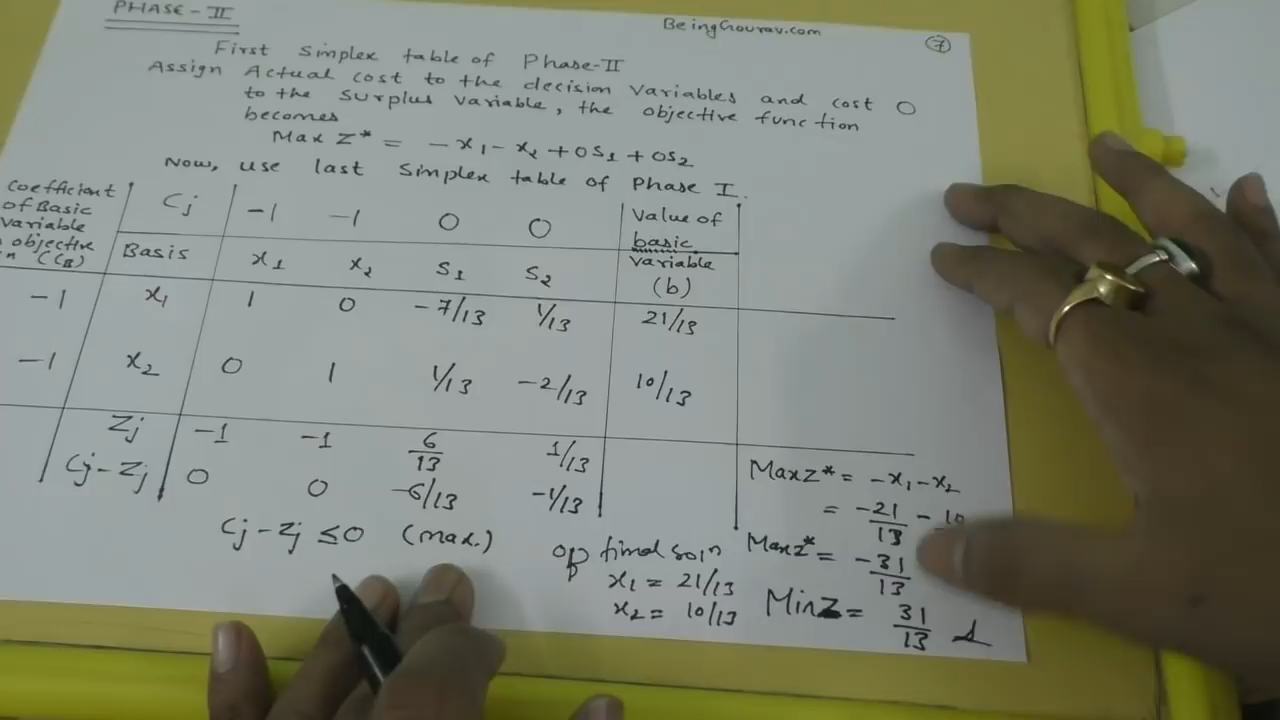 PHASE - II
BeingGourav.com
7
First Simplex table of Phase-II
Assign Actual cost to the decision variables and cost 0
to the surplus variable, the objective function
becomes
Max Z* = -x1 - x2 + 0S1 + 0S2
Now, use last Simplex table of Phase I.
Coefficient of Basic Variable objective (CB) | Cj | -1 | -1 | 0 | 0 | Value of basic variable (b)
Basis | x1 | x2 | S1 | S2
-1 | x1 | 1 | 0 | -7/13 | 1/13 | 21/13
-1 | x2 | 0 | 1 | 1/13 | -2/13 | 10/13
Zj | -1 | -1 | 6/13 | 1/13
Cj - Zj | 0 | 0 | -6/13 | -1/13
Cj - Zj ≤ 0 (max.)
Optimal soln
x1 = 21/13
x2 = 10/13
Max Z* = -x1 - x2
= -21/13 -
Max Z* = -31/13
Min Z = 31/13